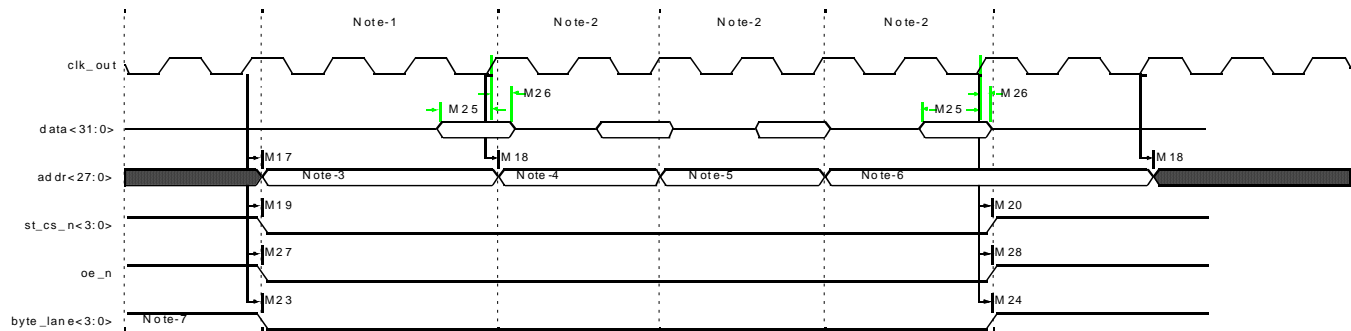 Note-1 Note-2 Note-2 Note-2
clk_out
M26 M26
M25 M25
data<31:0>
M17 M18 M18
addr<27:0> Note-3 Note-4 Note-5 Note-6
M19 M20
st_cs_n<3:0>
M27 M28
oe_n
M23 M24
byte_lane<3:0> Note-7